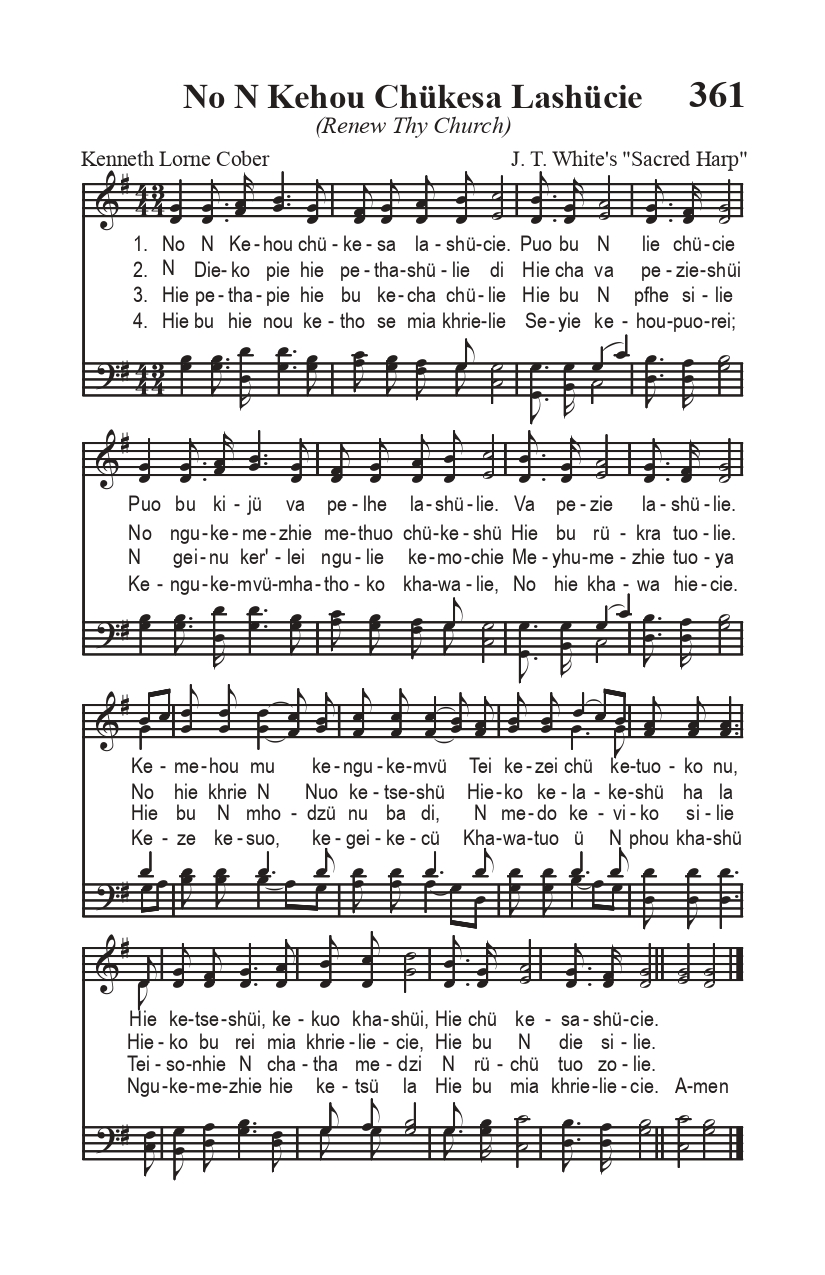 No N Kehou Chükesa Lashücie 361
(Renew Thy Church)
Kenneth Lorne Cober J. T. White's "Sacred Harp"
1. No N Ke-hou chü-ke-sa la-shü-cie. Puo bu N lie chü-cie
2. N Die-ko pie hie pe-tha-shü-lie di Hie cha va pe-zie-shüi
3. Hie pe-tha-pie hie bu ke-cha chü-lie Hie bu N pfhe si-lie
4. Hie bu hie nou ke-tho se mia khrie-lie Se-yie ke-hou-puo-rei;
Puo bu ki-jü va pe-lhe la-shü-lie. Va pe-zie la-shü-lie.
No ngu-ke-me-zhie me-thuo chü-ke-shü Hie bu rü-kra tuo-lie.
N gei-nu ker'-lei ngu-lie ke-mo-chie Me-yhu-me-zhie tuo-ya
Ke-ngu-ke-mvü-mha-tho-ko kha-wa-lie, No hie kha-wa hie-cie.
Ke-me-hou mu ke-ngu-ke-mvü Tei ke-zei chü ke-tuo-ko nu,
No hie khrie N Nuo ke-tse-shü Hie-ko ke-la-ke-shü ha la
Hie bu N mho-dzü nu ba di, N me-do ke-vi-ko si-lie
Ke-ze ke-suo, ke-gei-ke-cü Kha-wa-tuo ü N phou kha-shü
Hie ke-tse-shüi, ke-kuo kha-shüi, Hie chü ke-sa-shü-cie.
Hie-ko bu rei mia khrie-lie-cie, Hie bu N die si-lie.
Tei-so-nhie N cha-tha me-dzi N rü-chü tuo zo-lie.
Ngu-ke-me-zhie hie ke-tsü la Hie bu mia khrie-lie-cie. A-men